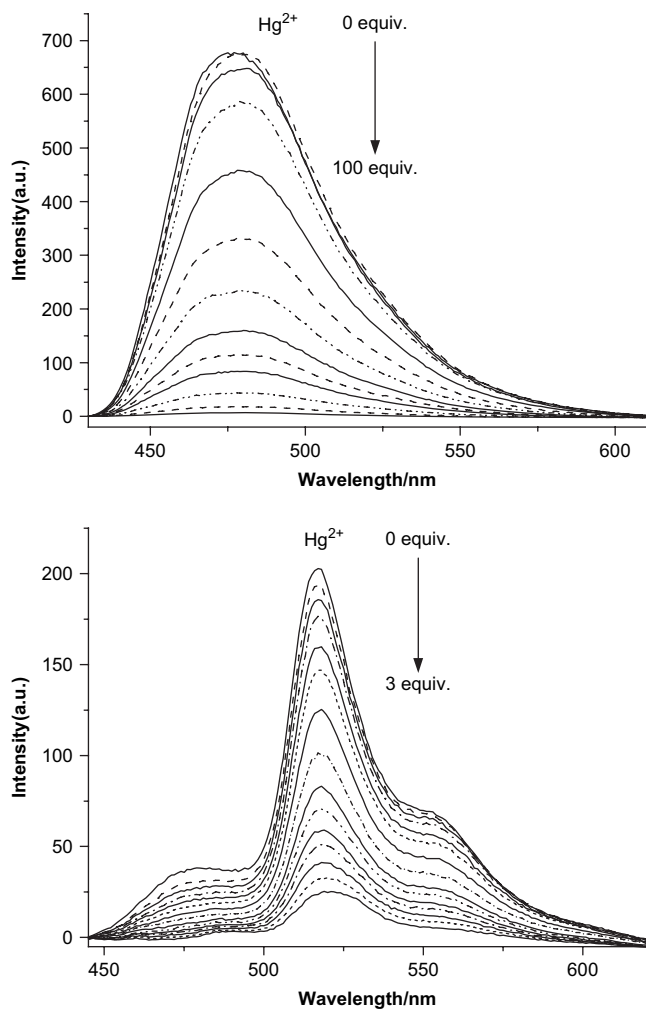 Hg2+ 0 equiv.
100 equiv.
700
600
500
400
300
200
100
0
Intensity(a.u.)
450 500 550 600
Wavelength/nm
Hg2+ 0 equiv.
3 equiv.
200
150
100
50
0
Intensity(a.u.)
450 500 550 600
Wavelength/nm